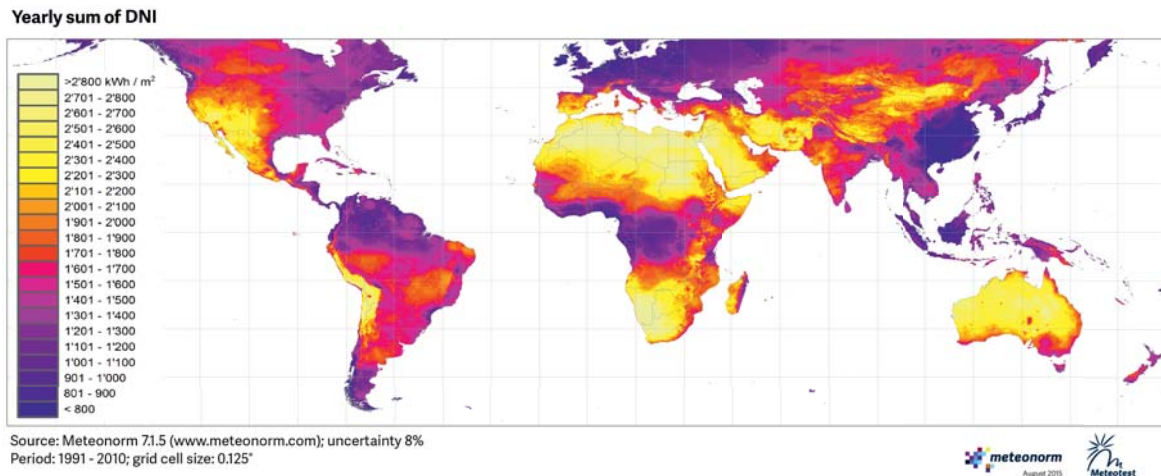 Yearly sum of DNI
>2'800 kWh / m²
2'701 - 2'800
2'601 - 2'700
2'501 - 2'600
2'401 - 2'500
2'301 - 2'400
2'201 - 2'300
2'101 - 2'200
2'001 - 2'100
1'901 - 2'000
1'801 - 1'900
1'701 - 1'800
1'601 - 1'700
1'501 - 1'600
1'401 - 1'500
1'301 - 1'400
1'201 - 1'300
1'101 - 1'200
1'001 - 1'100
901 - 1'000
801 - 900
< 800
Source: Meteonorm 7.1.5 (www.meteonorm.com); uncertainty 8%
Period: 1991 - 2010; grid cell size: 0.125°
meteonorm
August 2015
Meteotest